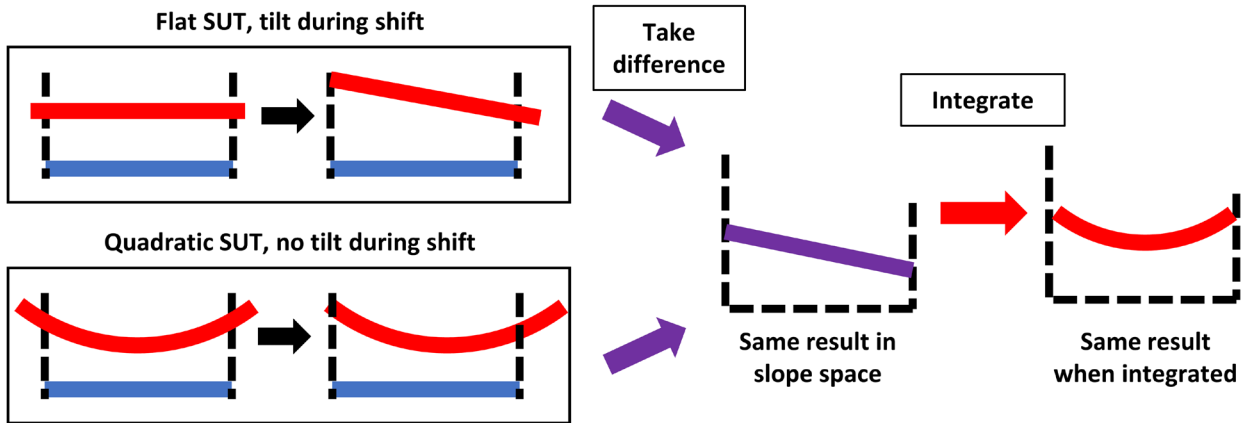 Flat SUT, tilt during shift
Take
difference
Integrate
Quadratic SUT, no tilt during shift
Same result in
slope space
Same result
when integrated